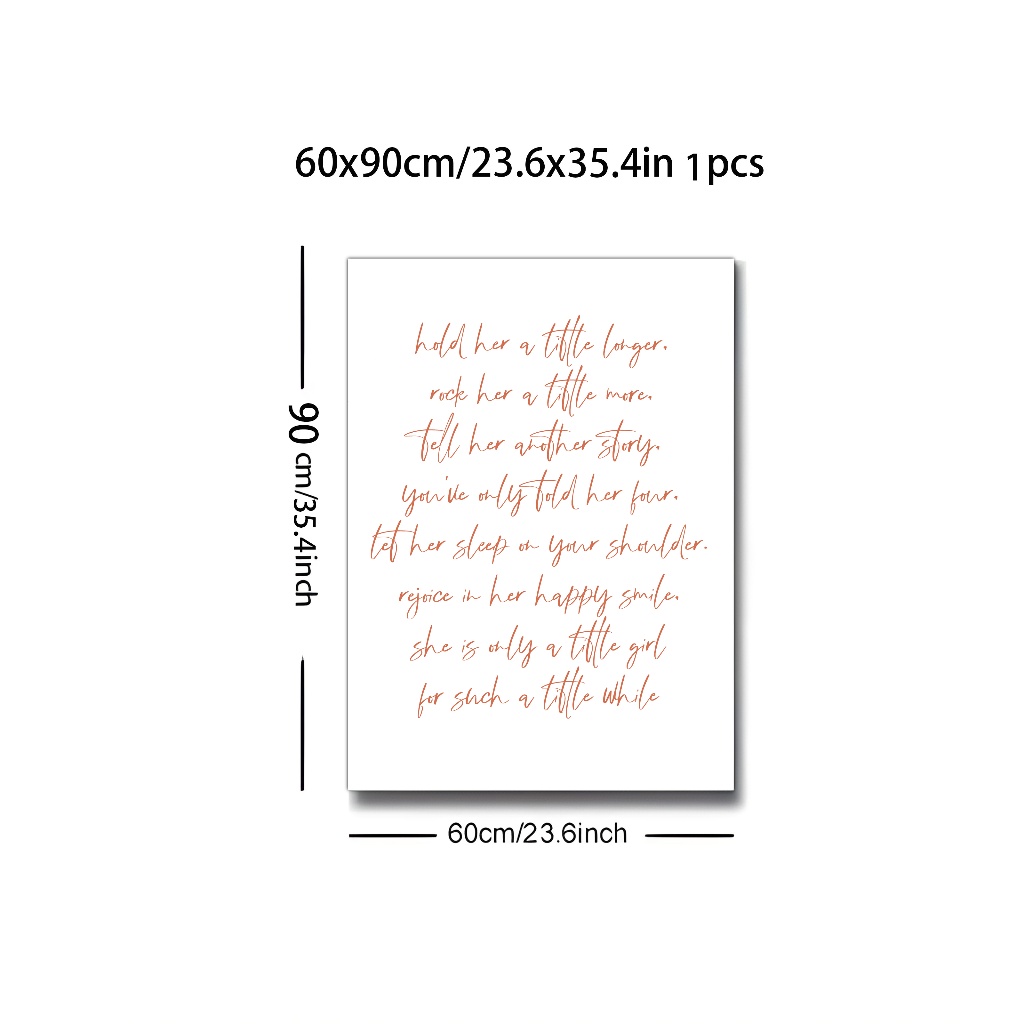 60x90cm/23.6x35.4in 1pcs
90 cm/35.4inch
hold her a little longer,
rock her a little more,
tell her another story,
you've only told her four,
let her sleep on your shoulder,
rejoice in her happy smile,
she is only a little girl
for such a little while
60cm/23.6inch